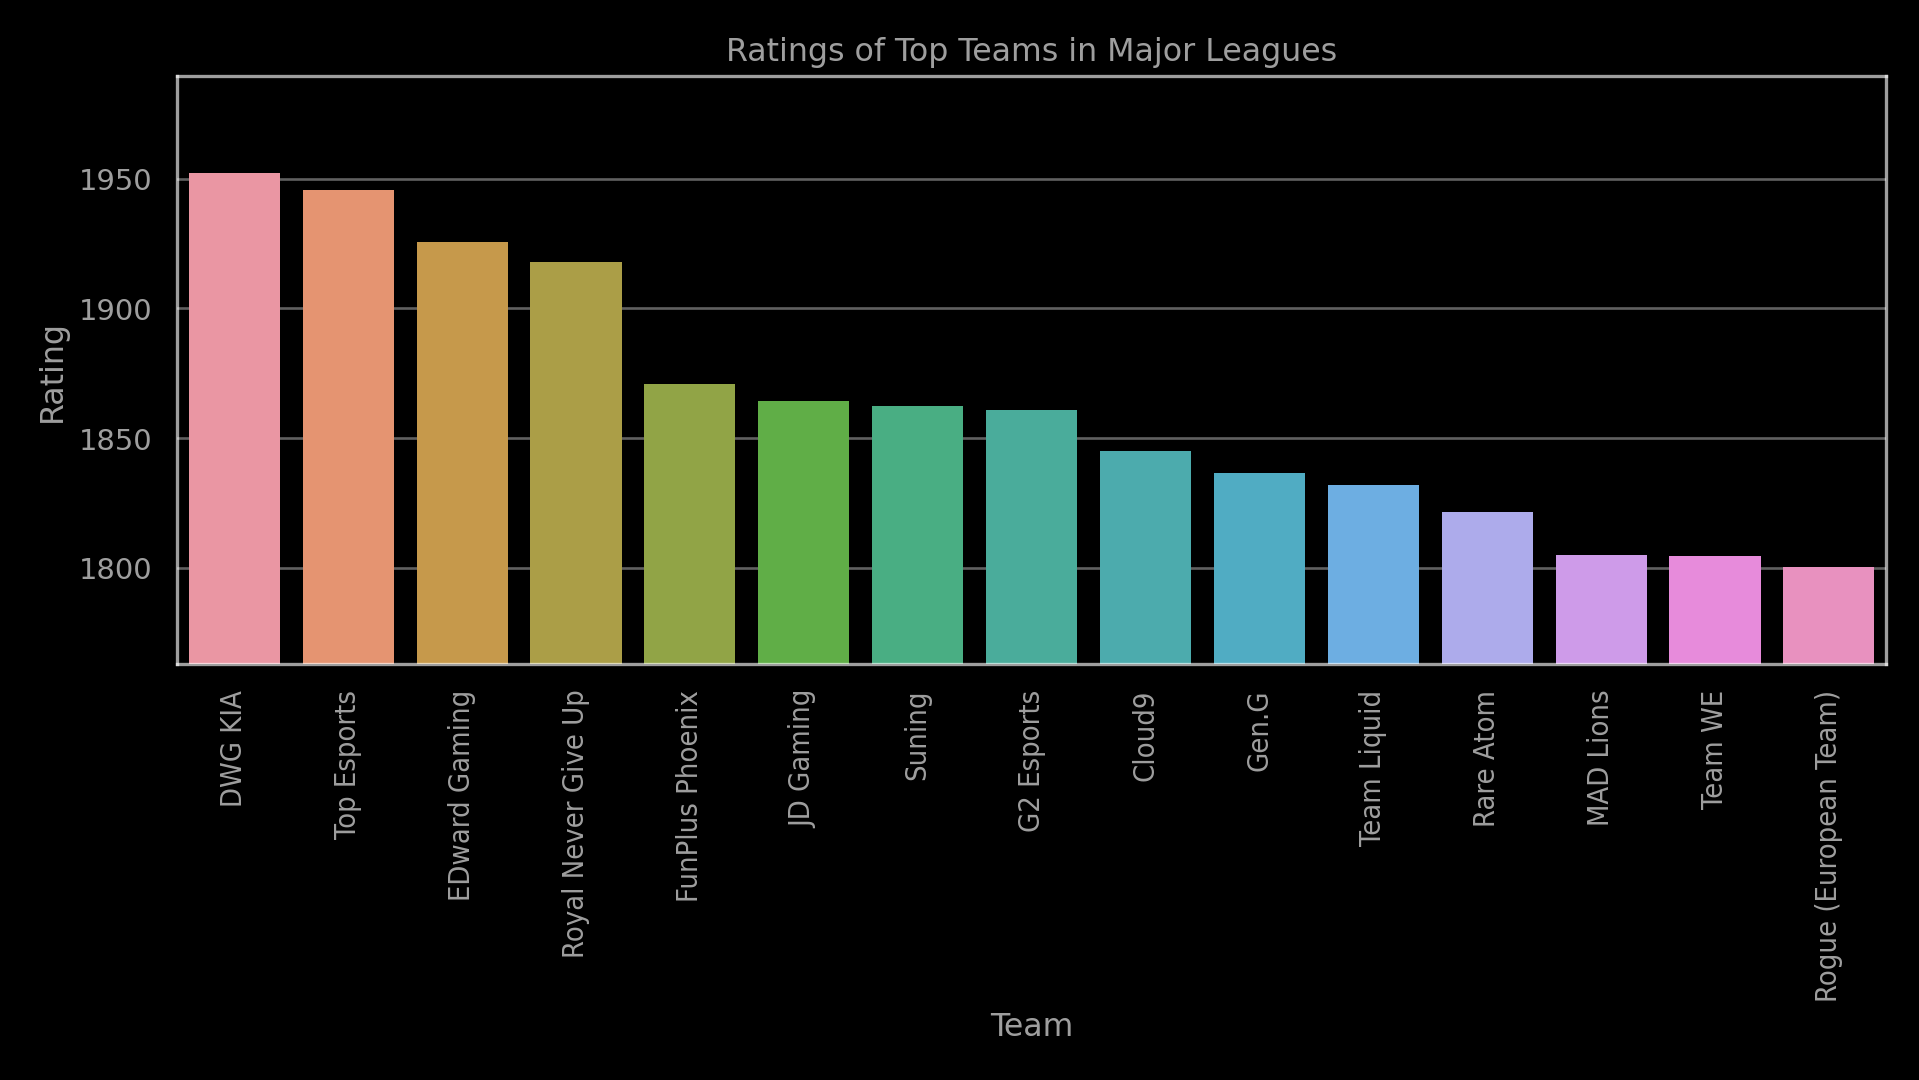 Ratings of Top Teams in Major Leagues
Rating
1950
1900
1850
1800
DWG KIA
Top Esports
EDward Gaming
Royal Never Give Up
FunPlus Phoenix
JD Gaming
Suning
G2 Esports
Cloud9
Gen.G
Team Liquid
Rare Atom
MAD Lions
Team WE
Rogue (European Team)
Team